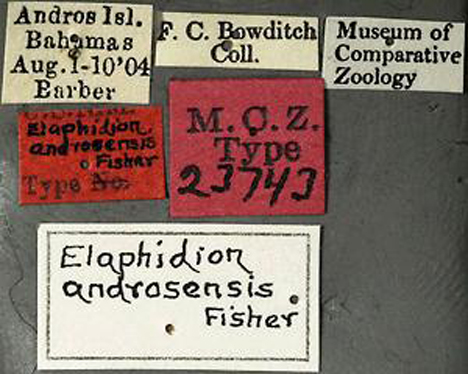 Andros Isl.
Bahamas
Aug.1-10'04
Barber
F. C. Bowditch
Coll.
Museum of
Comparative
Zoology
Elaphidion
androsensis
Fisher
Type No.
M.C.Z.
Type
23743
Elaphidion
androsensis
Fisher